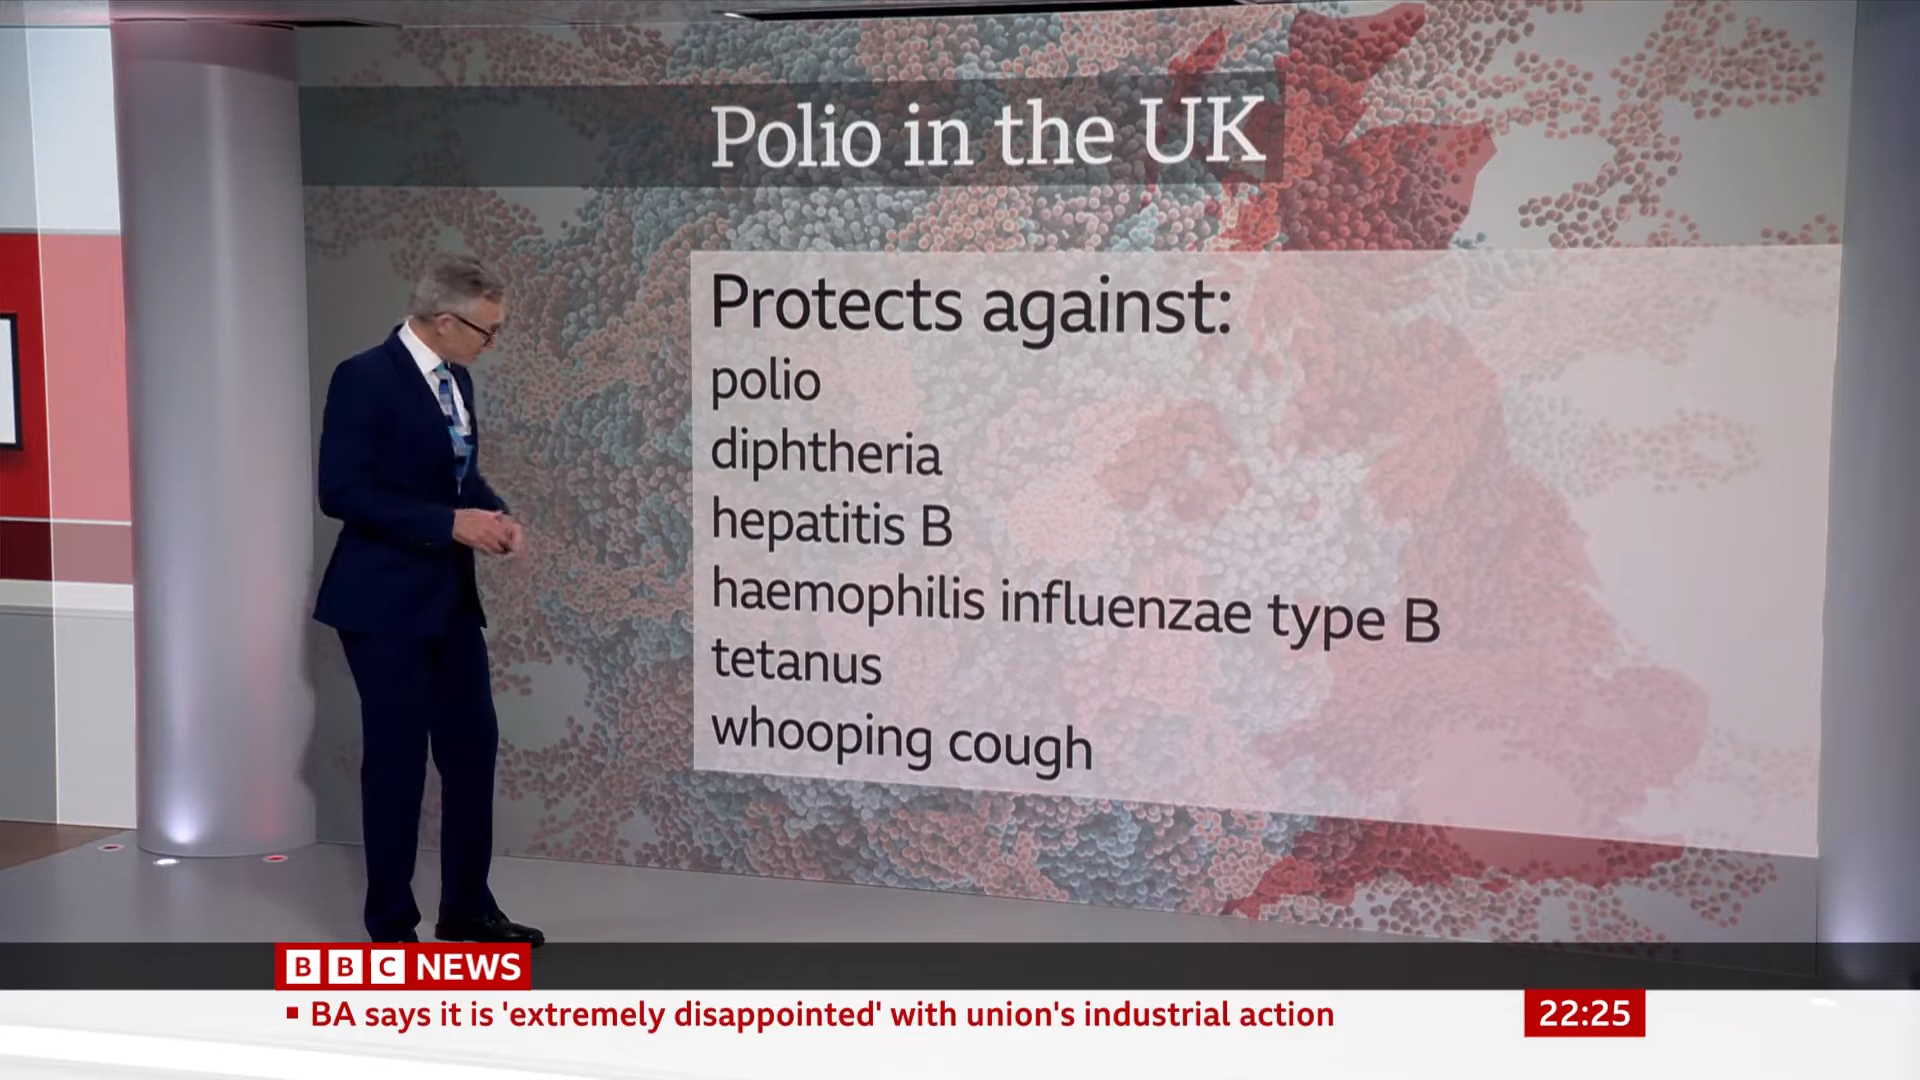 Polio in the UK
Protects against:
polio
diphtheria
hepatitis B
haemophilis influenzae type B
tetanus
whooping cough
BBC NEWS
BA says it is 'extremely disappointed' with union's industrial action
22:25